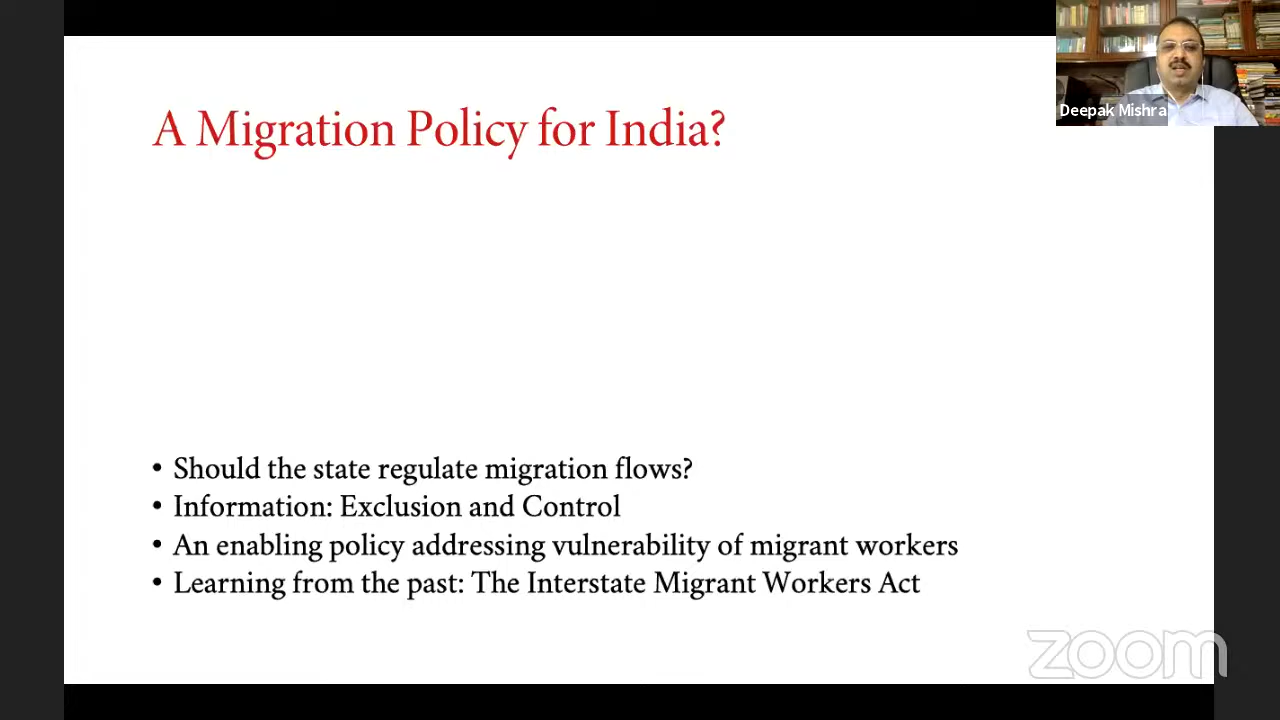 Deepak Mishra
A Migration Policy for India?
• Should the state regulate migration flows?
• Information: Exclusion and Control
• An enabling policy addressing vulnerability of migrant workers
• Learning from the past: The Interstate Migrant Workers Act
zoom